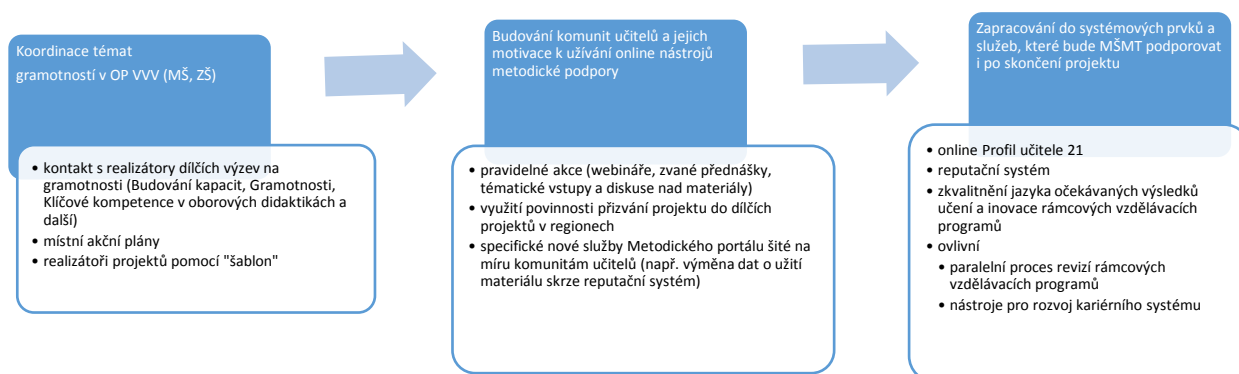 Koordinace témat
gramotností v OP VVV (MŠ, ZŠ)
• kontakt s realizátory dílčích výzev na
gramotnosti (Budování kapacit, Gramotnosti,
Klíčové kompetence v oborových didaktikách a
další)
• místní akční plány
• realizátoři projektů pomocí "šablon"
Budování komunit učitelů a jejich
motivace k užívání online nástrojů
metodické podpory
• pravidelné akce (webináře, zvané přednášky,
tématické vstupy a diskuse nad materiály)
• využití povinnosti přizvání projektu do dílčích
projektů v regionech
• specifické nové služby Metodického portálu šité na
míru komunitám učitelů (např. výměna dat o užití
materiálu skrze reputační systém)
Zapracování do systémových prvků a
služeb, které bude MŠMT podporovat
i po skončení projektu
• online Profil učitele 21
• reputační systém
• zkvalitnění jazyka očekávaných výsledků
učení a inovace rámcových vzdělávacích
programů
• ovlivní
• paralelní proces revizí rámcových
vzdělávacích programů
• nástroje pro rozvoj kariérního systému